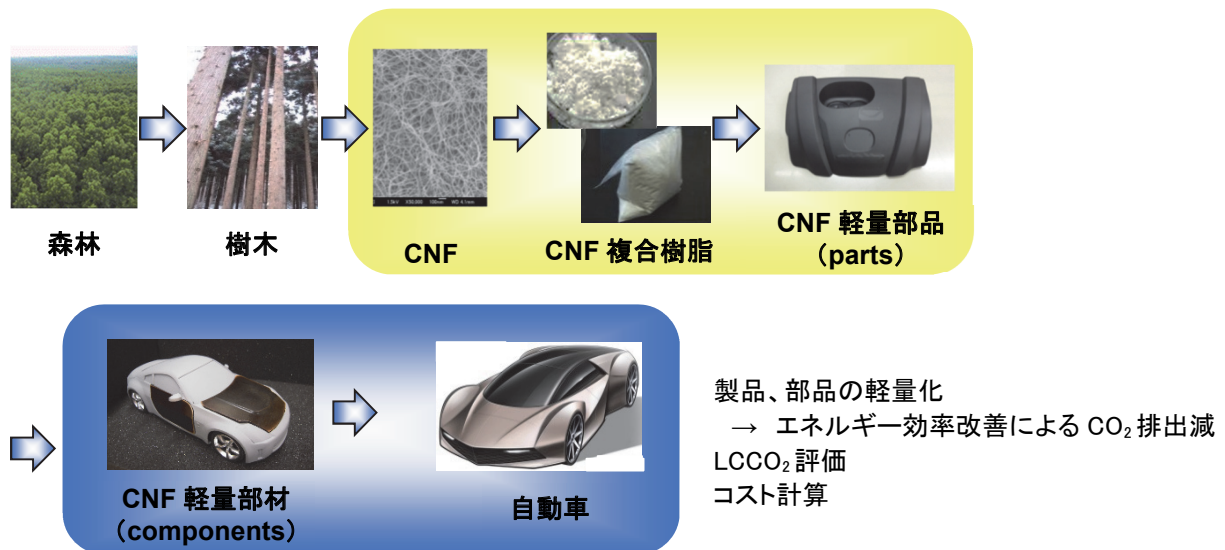 森林
樹木
CNF
CNF 複合樹脂
CNF 軽量部品
（parts）
CNF 軽量部材
（components）
自動車
製品、部品の軽量化
→ エネルギー効率改善による CO₂ 排出減
LCCO₂ 評価
コスト計算